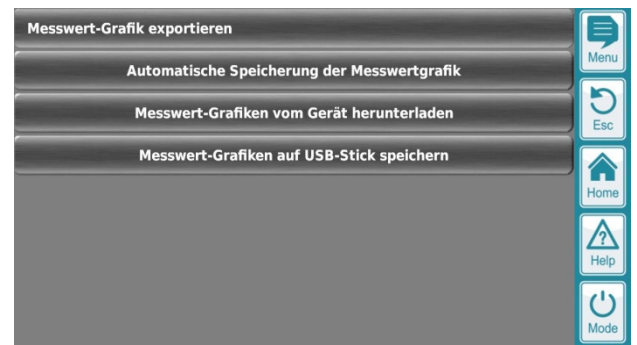 Messwert-Grafik exportieren
Automatische Speicherung der Messwertgrafik
Messwert-Grafiken vom Gerät herunterladen
Messwert-Grafiken auf USB-Stick speichern
Menu
Esc
Home
?
Help
Mode